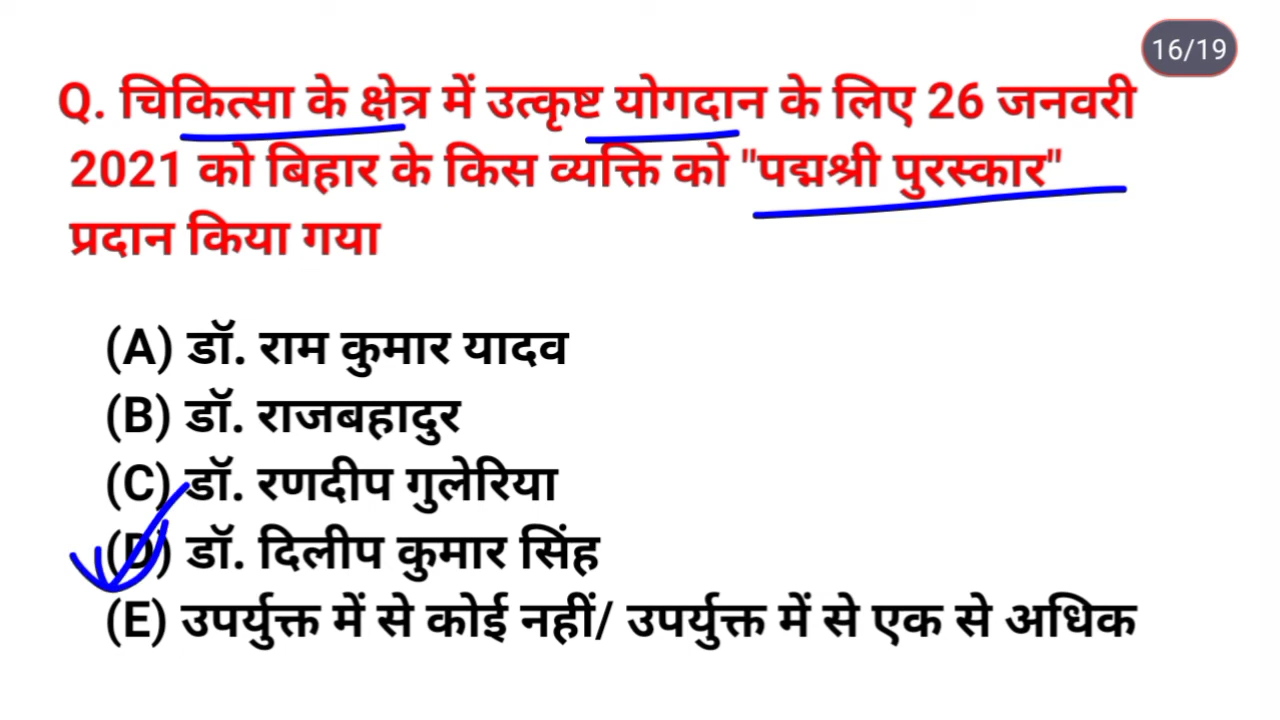 16/19
Q. चिकित्सा के क्षेत्र में उत्कृष्ट योगदान के लिए 26 जनवरी
2021 को बिहार के किस व्यक्ति को "पद्मश्री पुरस्कार"
प्रदान किया गया
(A) डॉ. राम कुमार यादव
(B) डॉ. राजबहादुर
(C) डॉ. रणदीप गुलेरिया
(D) डॉ. दिलीप कुमार सिंह
(E) उपर्युक्त में से कोई नहीं/ उपर्युक्त में से एक से अधिक